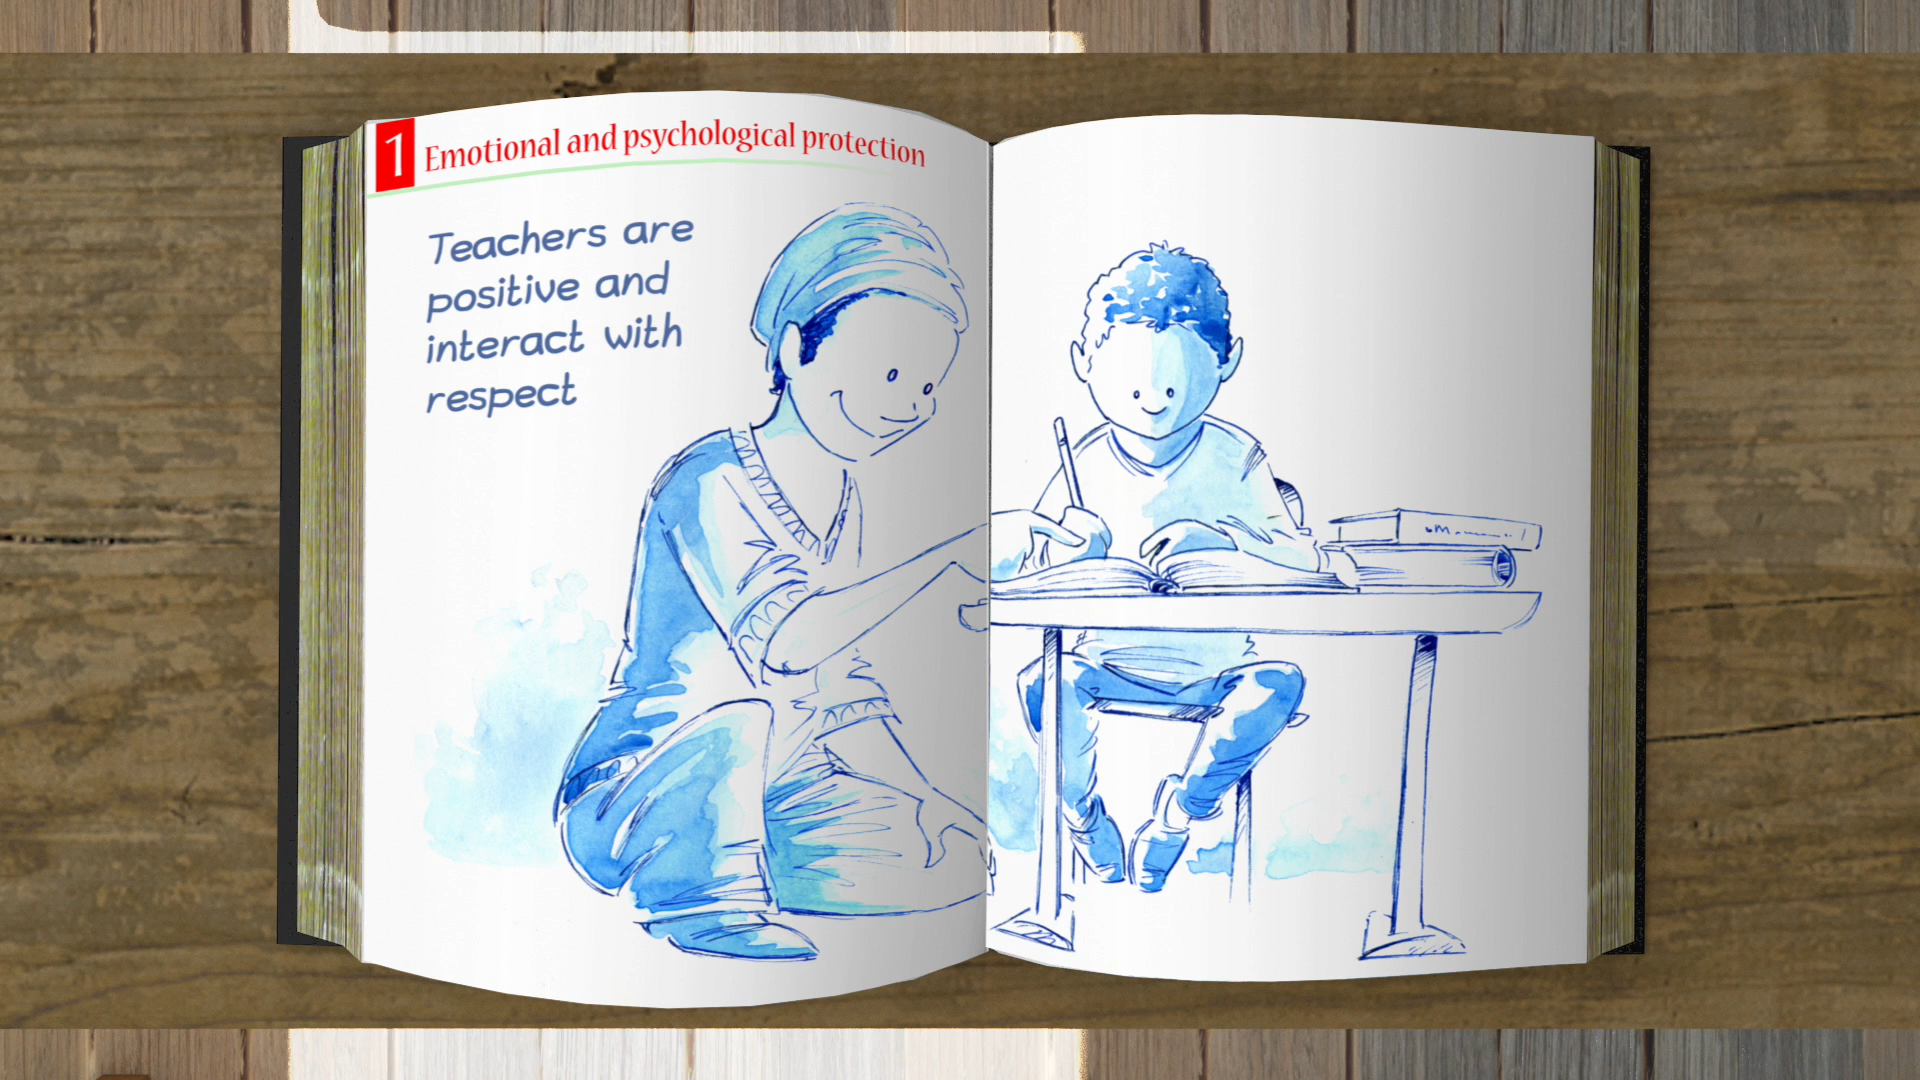 1 Emotional and psychological protection
Teachers are
positive and
interact with
respect